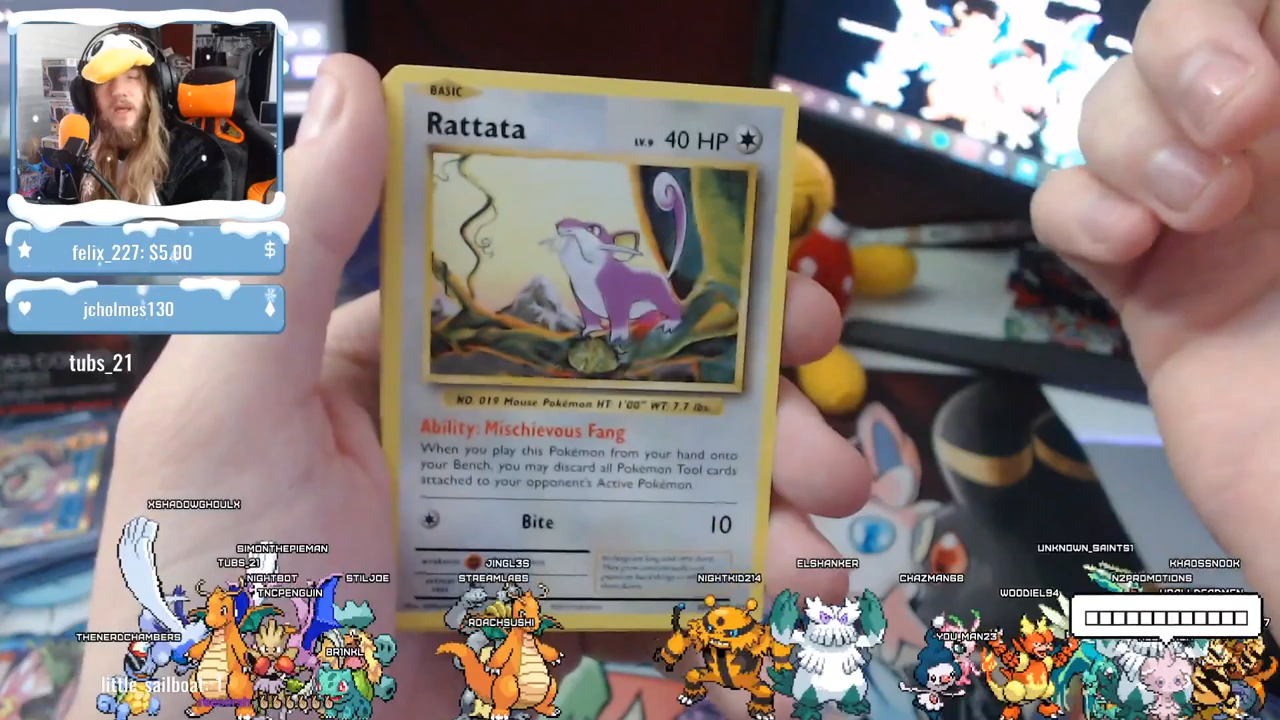 felix_227: $5.00
jcholmes130
tubs_21
BASIC
Rattata
LV.9 40 HP
NO. 019 Mouse Pokémon HT: 1'00" WT: 7.7 lbs.
Ability: Mischievous Fang
When you play this Pokémon from your hand onto
your Bench, you may discard all Pokémon Tool cards
attached to your opponent's Active Pokémon.
Bite 10
XSHADOWGHOULX
SIMONTHEPIEMAN
TUBS_21
NIGHTBOT
STILJOE
TNCPENGUIN
THENERDCHAMBERS
BRINKL
little_sailboat: 1
JINGL3S
STREAMLABS
ROACHSUSHI
NIGHTKID214
ELSHANKER
CHAZMAN68
YOU_MAN23
WOODIEL94
UNKNOWN_SAINTS1
KHAOSSNOOK
N2PROMOTIONS